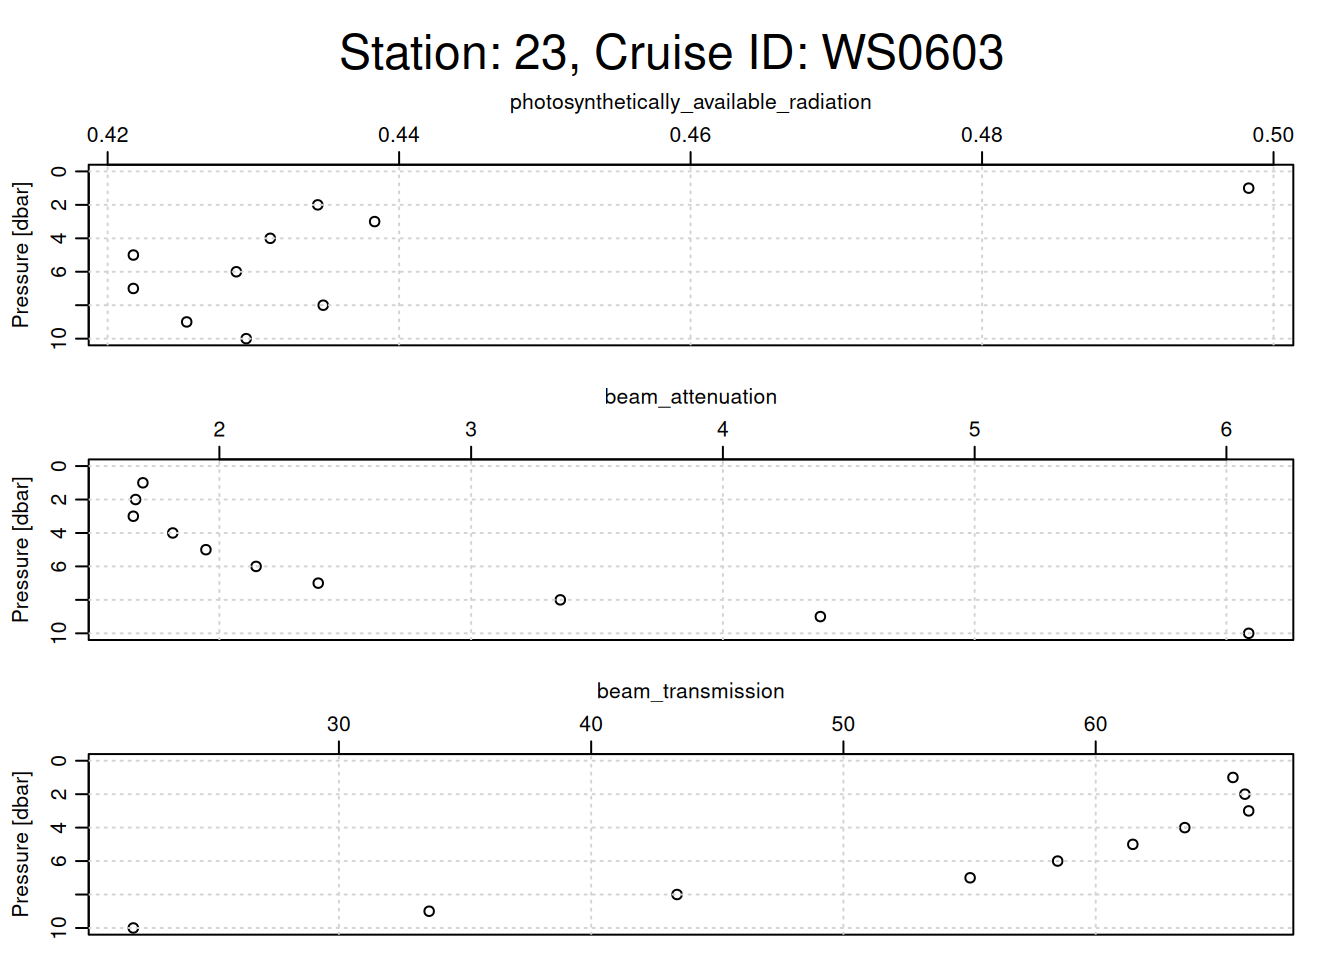 Station: 23, Cruise ID: WS0603
photosynthetically_available_radiation
0.42 0.44 0.46 0.48 0.50
Pressure [dbar]
0
2
4
6
10
beam_attenuation
2 3 4 5 6
Pressure [dbar]
0
2
4
6
10
beam_transmission
30 40 50 60
Pressure [dbar]
0
2
4
6
10